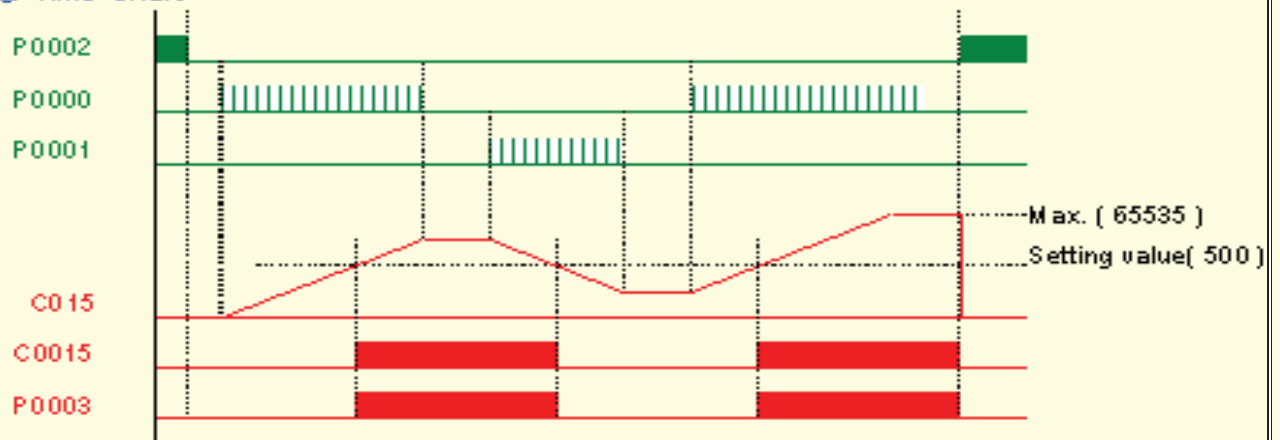 P0002
P0000
P0001
Max. ( 65535 )
Setting value( 500 )
C015
C0015
P0003